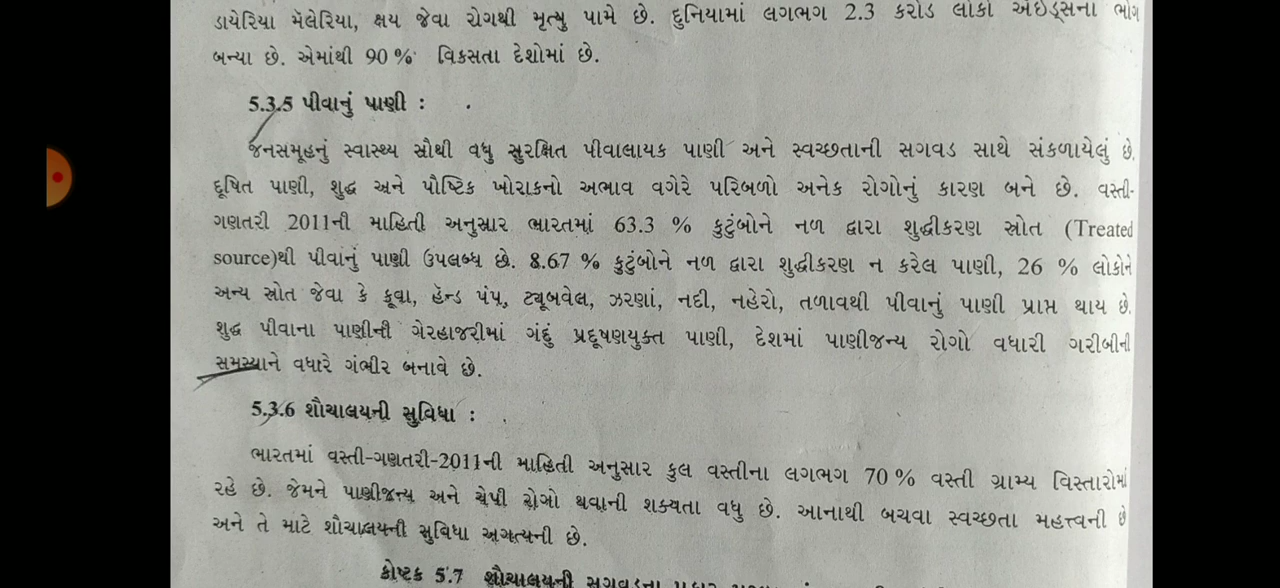 ડાયેરિયા મૅલેરિયા, ક્ષય જેવા રોગથી મૃત્યુ પામે છે. દુનિયામાં લગભગ 2.3 કરોડ લોકો એઇડ્સના ભોગ
બન્યા છે. એમાંથી 90 % વિકસતા દેશોમાં છે.
5.3.5 પીવાનું પાણી :
જનસમૂહનું સ્વાસ્થ્ય સૌથી વધુ સુરક્ષિત પીવાલાયક પાણી અને સ્વચ્છતાની સગવડ સાથે સંકળાયેલું છે.
દૂષિત પાણી, શુદ્ધ અને પૌષ્ટિક ખોરાકનો અભાવ વગેરે પરિબળો અનેક રોગોનું કારણ બને છે. વસ્તી-
ગણતરી 2011ની માહિતી અનુસાર ભારતમાં 63.3 % કુટુંબોને નળ દ્વારા શુદ્ધીકરણ સ્રોત (Treated
source)થી પીવાનું પાણી ઉપલબ્ધ છે. 8.67 % કુટુંબોને નળ દ્વારા શુદ્ધીકરણ ન કરેલ પાણી, 26 % લોકોને
અન્ય સ્રોત જેવા કે કૂવા, હૅન્ડ પંપ, ટ્યૂબવેલ, ઝરણાં, નદી, નહેરો, તળાવથી પીવાનું પાણી પ્રાપ્ત થાય છે.
શુદ્ધ પીવાના પાણીની ગેરહાજરીમાં ગંદું પ્રદૂષણયુક્ત પાણી, દેશમાં પાણીજન્ય રોગો વધારી ગરીબીની
સમસ્યાને વધારે ગંભીર બનાવે છે.
5.3.6 શૌચાલયની સુવિધા :
ભારતમાં વસ્તી-ગણતરી-2011ની માહિતી અનુસાર કુલ વસ્તીના લગભગ 70 % વસ્તી ગ્રામ્ય વિસ્તારોમાં
રહે છે. જેમને પાણીજન્ય અને ચેપી રોગો થવાની શક્યતા વધુ છે. આનાથી બચવા સ્વચ્છતા મહત્ત્વની છે
અને તે માટે શૌચાલયની સુવિધા અગત્યની છે.
કોષ્ટક 5.7 શૌચાલયની સગવડના